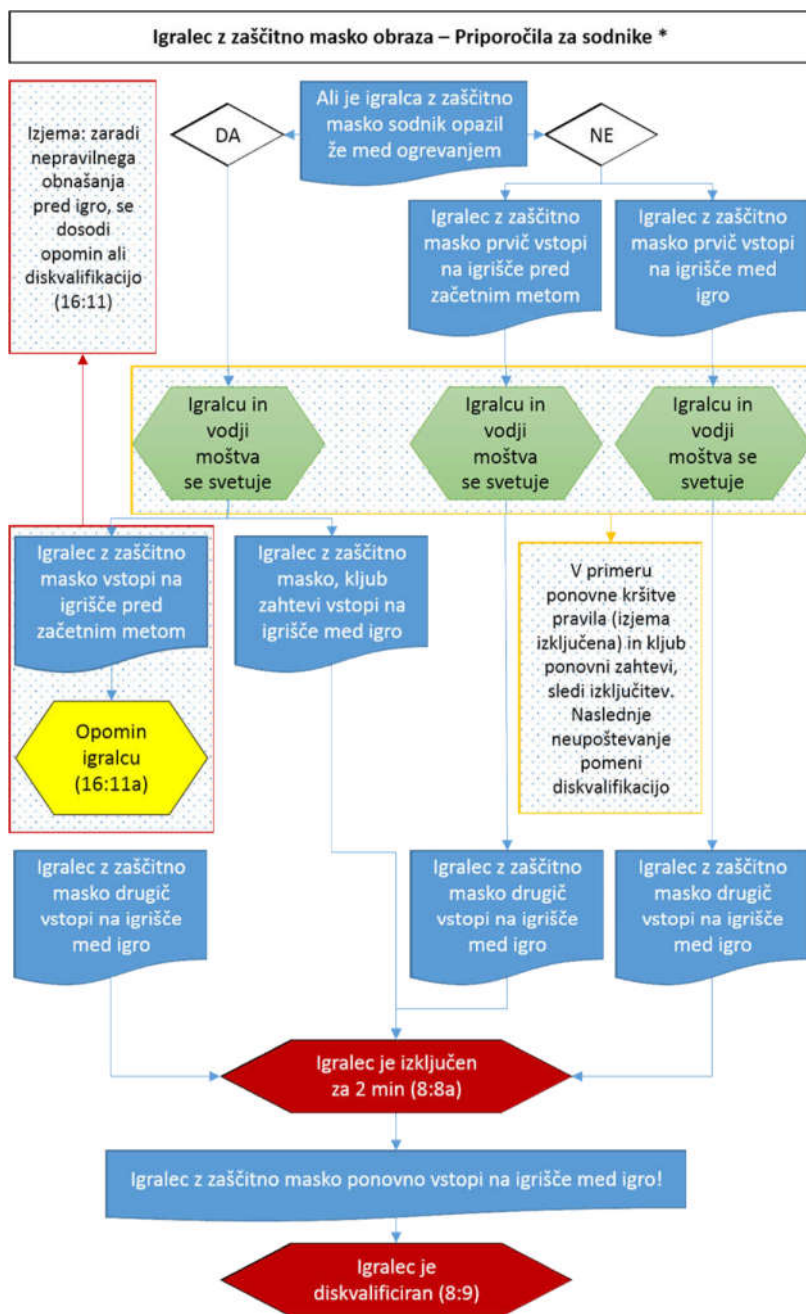 Igralec z zaščitno masko obraza – Priporočila za sodnike *
Izjema: zaradi
nepravilnega
obnašanja
pred igro, se
dosodi
opomin ali
diskvalifikacijo
(16:11)
DA
Ali je igralca z zaščitno
masko sodnik opazil
že med ogrevanjem
NE
Igralec z zaščitno
masko prvič vstopi
na igrišče pred
začetnim metom
Igralec z zaščitno
masko prvič vstopi
na igrišče med
igro
Igralcu in
vodji
moštva
se svetuje
Igralcu in
vodji
moštva
se svetuje
Igralcu in
vodji
moštva se
svetuje
Igralec z zaščitno
masko vstopi na
igrišče pred
začetnim metom
Igralec z zaščitno
masko, kljub
zahtevi vstopi na
igrišče med igro
V primeru
ponovne kršitve
pravila (izjema
izključena) in kljub
ponovni zahtevi,
sledi izključitev.
Naslednje
neupoštevanje
pomeni
diskvalifikacijo
Opomin
igralcu
(16:11a)
Igralec z zaščitno
masko drugič
vstopi na igrišče
med igro
Igralec z zaščitno
masko drugič
vstopi na igrišče
med igro
Igralec z zaščitno
masko drugič
vstopi na igrišče
med igro
Igralec je izključen
za 2 min (8:8a)
Igralec z zaščitno masko ponovno vstopi na igrišče med igro!
Igralec je
diskvalificiran (8:9)